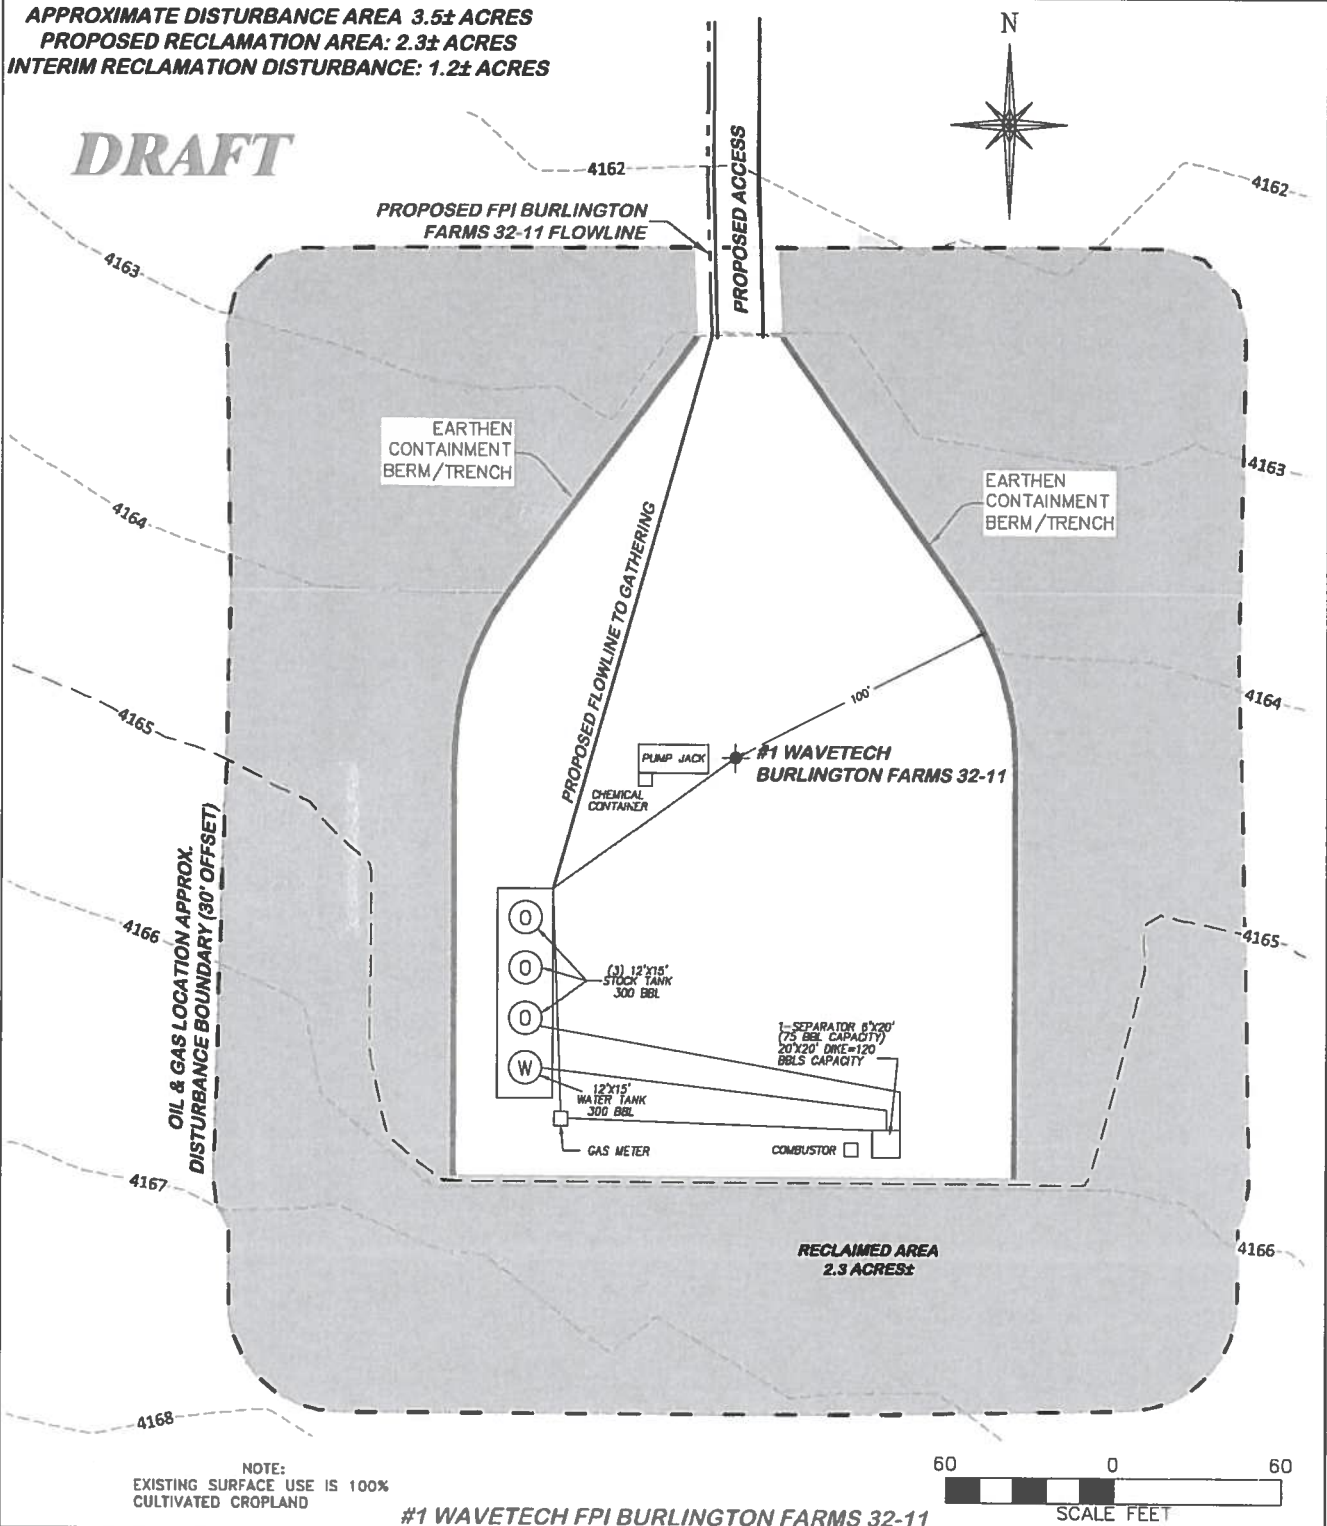 APPROXIMATE DISTURBANCE AREA 3.5± ACRES
PROPOSED RECLAMATION AREA: 2.3± ACRES
INTERIM RECLAMATION DISTURBANCE: 1.2± ACRES
N
DRAFT
4162
4162
PROPOSED ACCESS
PROPOSED FPI BURLINGTON
FARMS 32-11 FLOWLINE
4163
EARTHEN
CONTAINMENT
BERM/TRENCH
4163
EARTHEN
CONTAINMENT
BERM/TRENCH
4164
PROPOSED FLOWLINE TO GATHERING
4164
100'
4165
PUMP JACK
#1 WAVETECH
BURLINGTON FARMS 32-11
CHEMICAL
CONTAINER
OIL & GAS LOCATION APPROX.
DISTURBANCE BOUNDARY (30' OFFSET)
O
4166
4165
O
(3) 12'X15'
STOCK TANK
300 BBL
O
1-SEPARATOR 6'X20'
(75 BBL CAPACITY)
20'X20' DIKE=120
BBLS CAPACITY
W
12'X15'
WATER TANK
300 BBL
GAS METER
COMBUSTOR
4167
RECLAIMED AREA
2.3 ACRES±
4166
4168
NOTE:
EXISTING SURFACE USE IS 100%
CULTIVATED CROPLAND
60 0 60
SCALE FEET
#1 WAVETECH FPI BURLINGTON FARMS 32-11